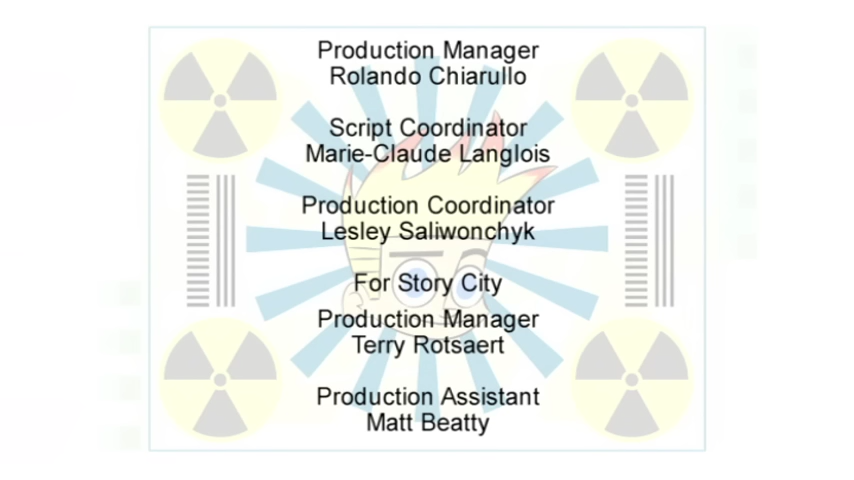 Production Manager
Rolando Chiarullo
Script Coordinator
Marie-Claude Langlois
Production Coordinator
Lesley Saliwonchyk
For Story City
Production Manager
Terry Rotsaert
Production Assistant
Matt Beatty